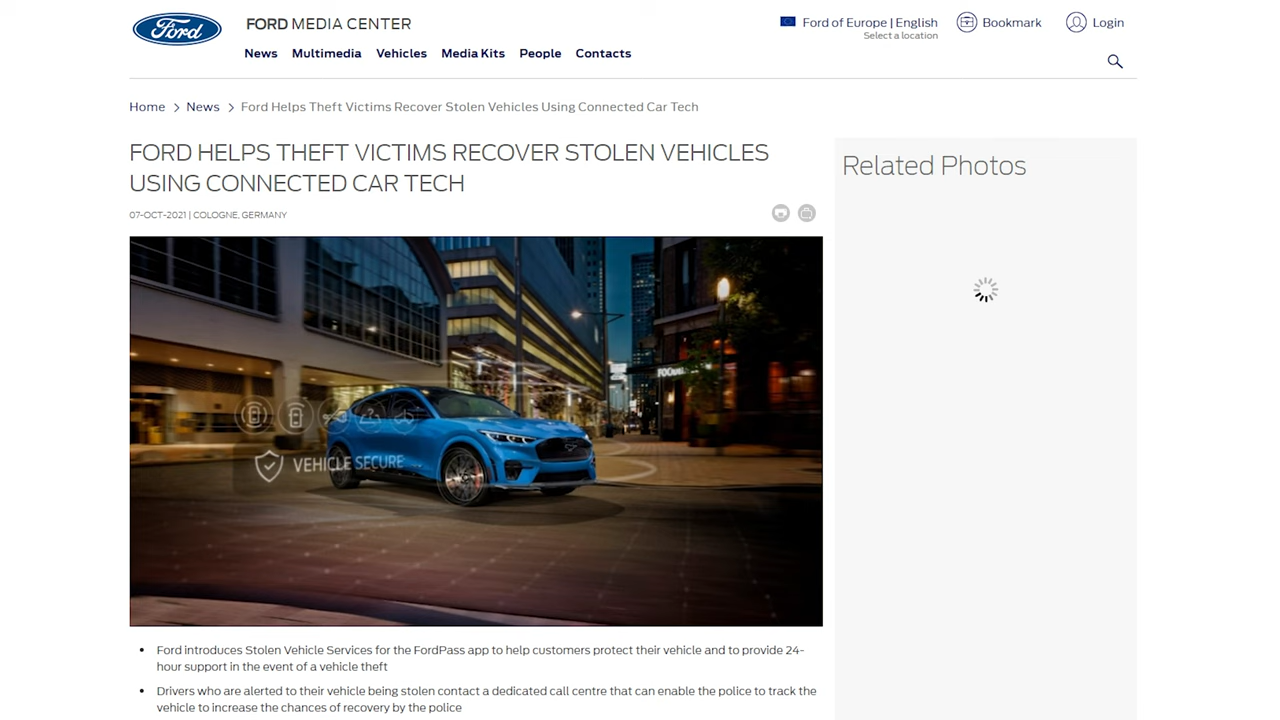 Ford
FORD MEDIA CENTER
Ford of Europe | English
Select a location
Bookmark
Login
News Multimedia Vehicles Media Kits People Contacts
Home > News > Ford Helps Theft Victims Recover Stolen Vehicles Using Connected Car Tech
FORD HELPS THEFT VICTIMS RECOVER STOLEN VEHICLES
USING CONNECTED CAR TECH
07-OCT-2021 | COLOGNE, GERMANY
Related Photos
VEHICLE SECURE
• Ford introduces Stolen Vehicle Services for the FordPass app to help customers protect their vehicle and to provide 24-
hour support in the event of a vehicle theft
• Drivers who are alerted to their vehicle being stolen contact a dedicated call centre that can enable the police to track the
vehicle to increase the chances of recovery by the police